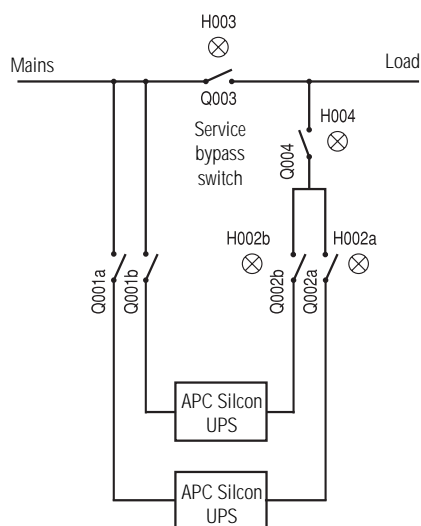 H003
Mains
Load
Q003
Service
bypass
switch
H004
Q004
H002b
H002a
Q001a
Q001b
Q002b
Q002a
APC Silcon
UPS
APC Silcon
UPS